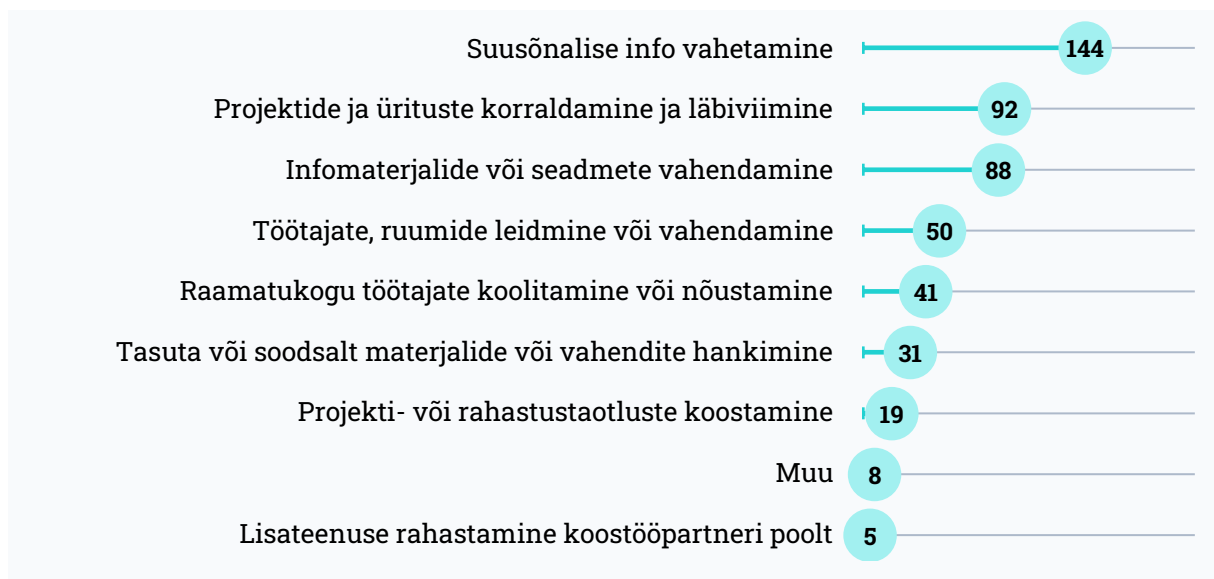 Suusõnalise info vahetamine 144
Projektide ja ürituste korraldamine ja läbiviimine 92
Infomaterjalide või seadmete vahendamine 88
Töötajate, ruumide leidmine või vahendamine 50
Raamatukogu töötajate koolitamine või nõustamine 41
Tasuta või soodsalt materjalide või vahendite hankimine 31
Projekti- või rahastustaotluste koostamine 19
Muu 8
Lisateenuse rahastamine koostööpartneri poolt 5